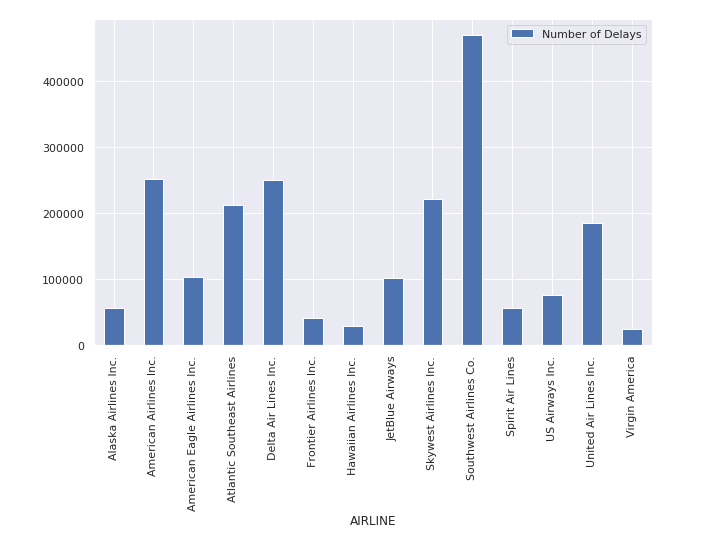 Number of Delays
400000
300000
200000
100000
0
Alaska Airlines Inc.
American Airlines Inc.
American Eagle Airlines Inc.
Atlantic Southeast Airlines
Delta Air Lines Inc.
Frontier Airlines Inc.
Hawaiian Airlines Inc.
JetBlue Airways
Skywest Airlines Inc.
Southwest Airlines Co.
Spirit Air Lines
US Airways Inc.
United Air Lines Inc.
Virgin America
AIRLINE